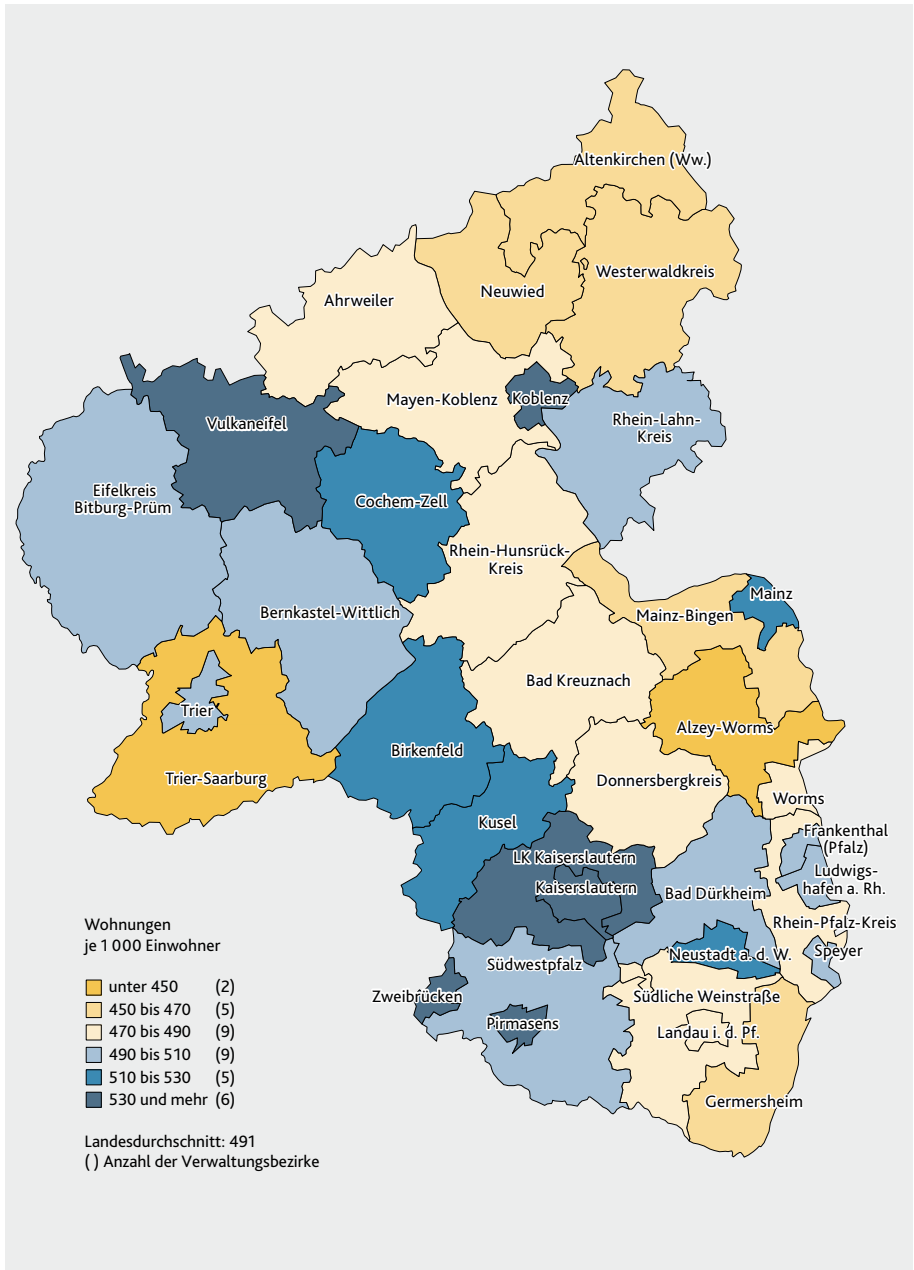 Altenkirchen (Ww.)
Westerwaldkreis
Neuwied
Ahrweiler
Mayen-Koblenz
Koblenz
Rhein-Lahn-
Kreis
Vulkaneifel
Eifelkreis
Bitburg-Prüm
Cochem-Zell
Rhein-Hunsrück-
Kreis
Bernkastel-Wittlich
Mainz-Bingen
Mainz
Bad Kreuznach
Trier
Alzey-Worms
Birkenfeld
Trier-Saarburg
Donnersbergkreis
Worms
Kusel
Frankenthal
(Pfalz)
LK Kaiserslautern
Kaiserslautern
Ludwigs-
hafen a. Rh.
Bad Dürkheim
Rhein-Pfalz-Kreis
Speyer
Neustadt a. d. W.
Südwestpfalz
Zweibrücken
Südliche Weinstraße
Pirmasens
Landau i. d. Pf.
Germersheim
Wohnungen
je 1 000 Einwohner
unter 450 (2)
450 bis 470 (5)
470 bis 490 (9)
490 bis 510 (9)
510 bis 530 (5)
530 und mehr (6)
Landesdurchschnitt: 491
( ) Anzahl der Verwaltungsbezirke